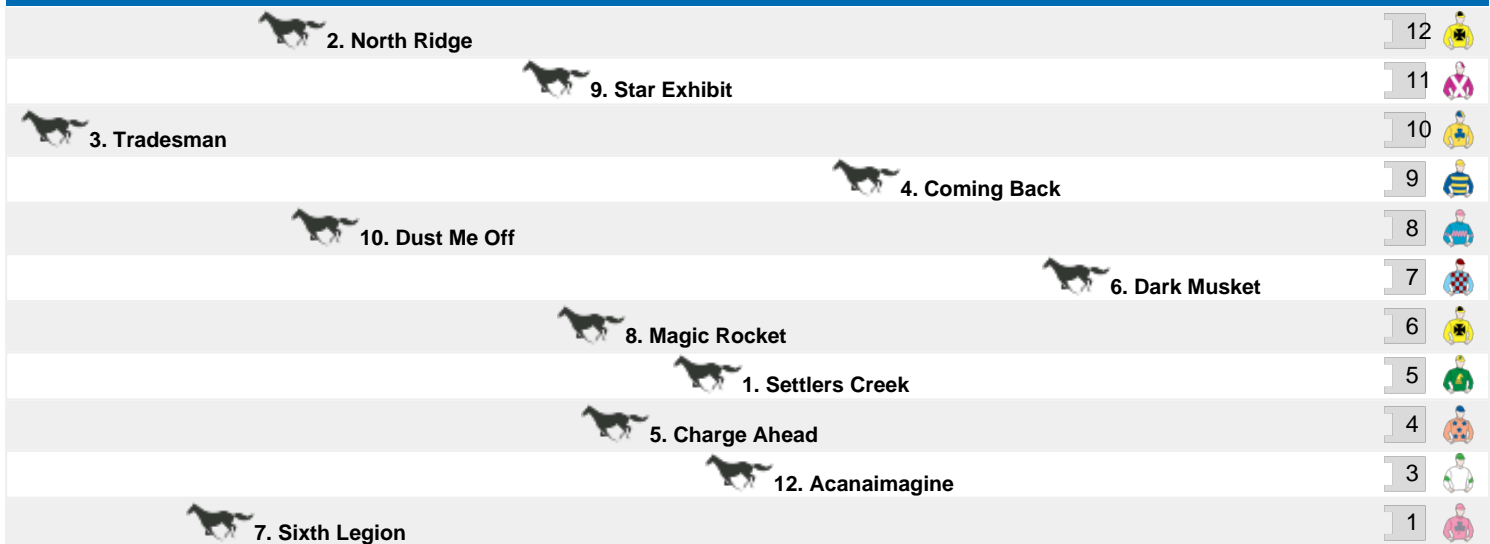 2. North Ridge 12
9. Star Exhibit 11
3. Tradesman 10
4. Coming Back 9
10. Dust Me Off 8
6. Dark Musket 7
8. Magic Rocket 6
1. Settlers Creek 5
5. Charge Ahead 4
12. Acanaimagine 3
7. Sixth Legion 1